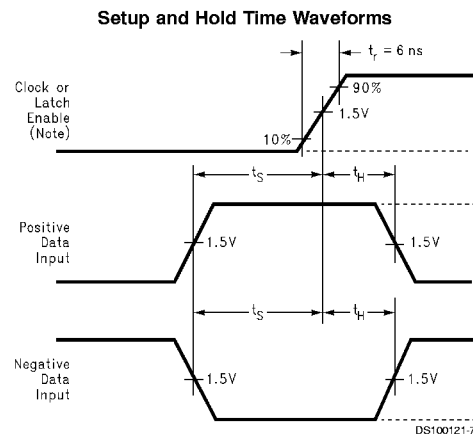 Setup and Hold Time Waveforms
t_r = 6 ns
Clock or
Latch
Enable
(Note)
90%
1.5V
10%
t_S
t_H
Positive
Data
Input
1.5V
1.5V
t_S
t_H
Negative
Data
Input
1.5V
1.5V
DS100121-7